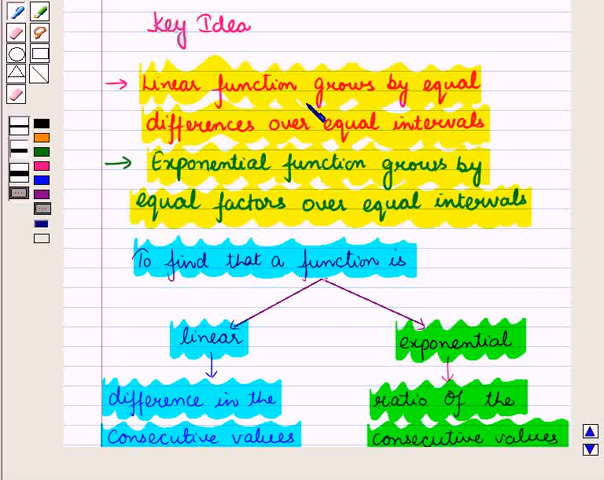 Key Idea
→ Linear function grows by equal
differences over equal intervals
→ Exponential function grows by
equal factors over equal intervals
To find that a function is
linear exponential
difference in the ratio of the
consecutive values consecutive values